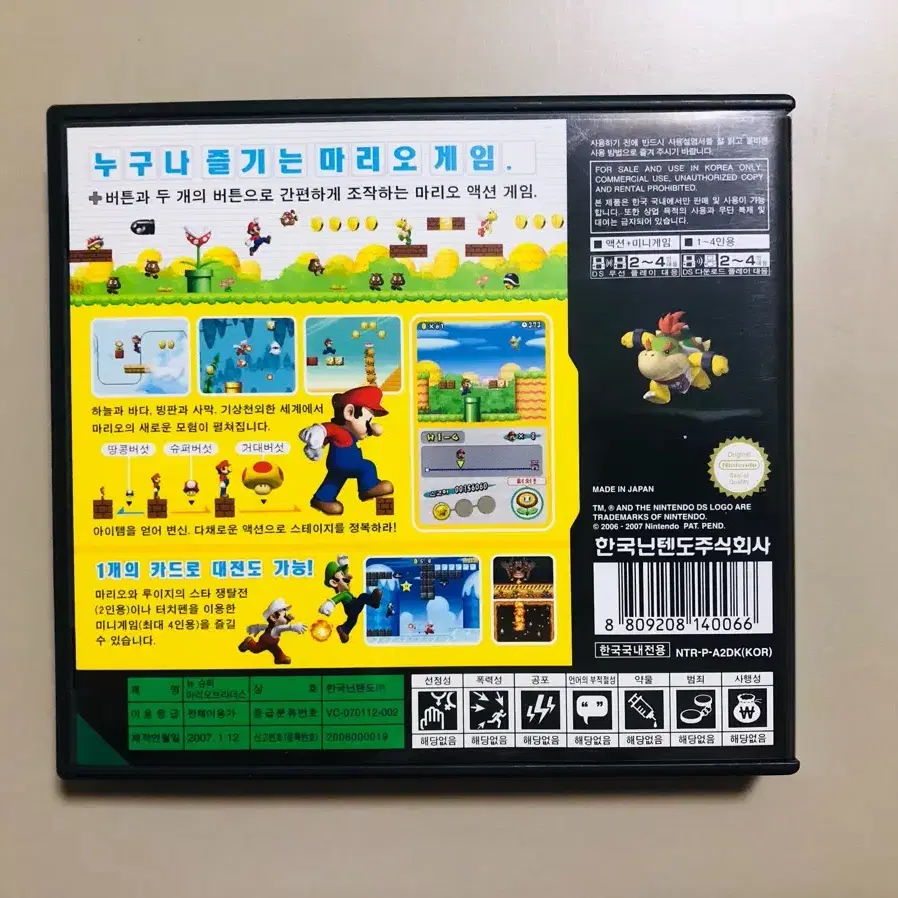 누구나 즐기는 마리오 게임.
✚버튼과 두 개의 버튼으로 간편하게 조작하는 마리오 액션 게임.
하늘과 바다, 빙판과 사막. 기상천외한 세계에서
마리오의 새로운 모험이 펼쳐집니다.
땅콩버섯 슈퍼버섯 거대버섯
아이템을 얻어 변신. 다채로운 액션으로 스테이지를 정복하라!
W1-4
1개의 카드로 대전도 가능!
마리오와 루이지의 스타 쟁탈전
(2인용)이나 터치펜을 이용한
미니게임(최대 4인용)을 즐길
수 있습니다.
사용하기 전에 반드시 사용설명서를 잘 읽고 올바른
사용 방법으로 즐겨 주시기 바랍니다.
FOR SALE AND USE IN KOREA ONLY.
COMMERCIAL USE, UNAUTHORIZED COPY
AND RENTAL PROHIBITED.
본 제품은 한국 국내에서만 판매 및 사용이 가능
합니다. 또한 상업 목적의 사용과 무단 복제 및
대여는 금지되어 있습니다.
■ 액션+미니게임 ■ 1~4인용
2~4 2~4
DS 무선 플레이 대응 DS 다운로드 플레이 대응
Original
Nintendo
Seal of
Quality
MADE IN JAPAN
TM, ® AND THE NINTENDO DS LOGO ARE
TRADEMARKS OF NINTENDO.
© 2006 - 2007 Nintendo PAT. PEND.
한국닌텐도주식회사
8 809208 140066
한국국내전용 NTR-P-A2DK(KOR)
제 명 뉴 슈퍼 마리오브라더스 상 호 한국닌텐도㈜
이용등급 전체이용가 등급분류번호 VC-070112-002
제작연월일 2007. 1.12 신고번호(등록번호) 2006000019
선정성 폭력성 공포 언어의 부적절성 약물 범죄 사행성
해당없음 해당없음 해당없음 해당없음 해당없음 해당없음 해당없음